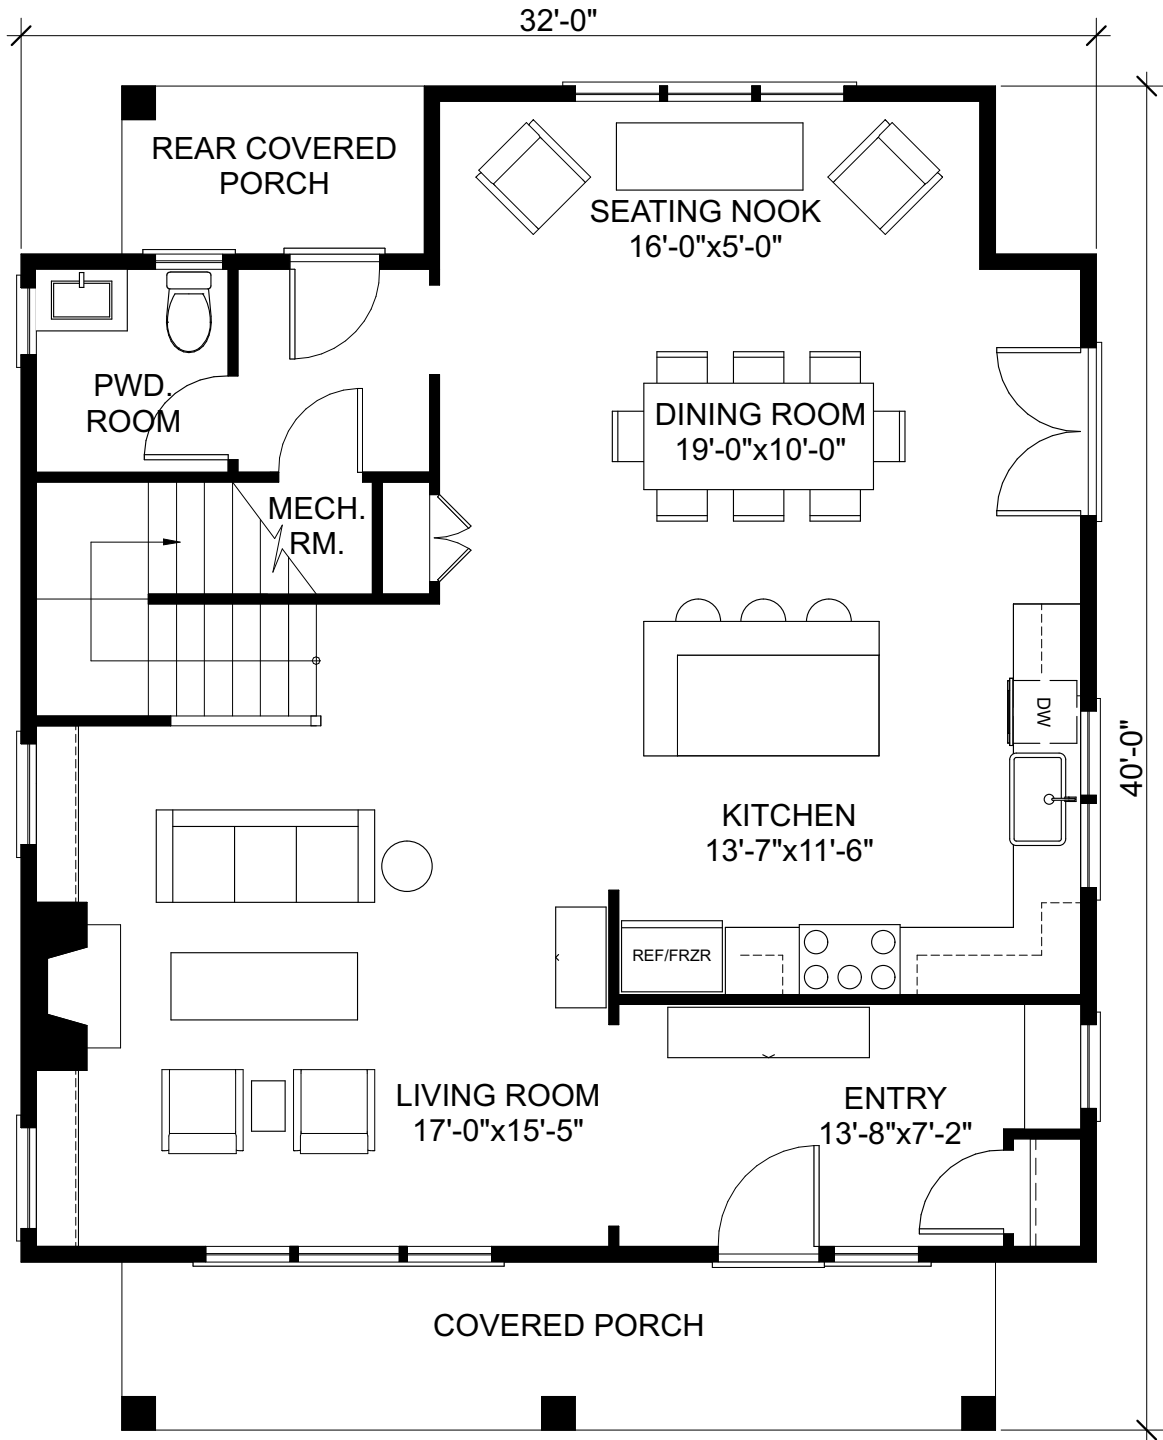 32'-0"
REAR COVERED
PORCH
SEATING NOOK
16'-0"x5'-0"
PWD.
ROOM
DINING ROOM
19'-0"x10'-0"
MECH.
RM.
DW
40'-0"
KITCHEN
13'-7"x11'-6"
REF/FRZR
LIVING ROOM
17'-0"x15'-5"
ENTRY
13'-8"x7'-2"
COVERED PORCH